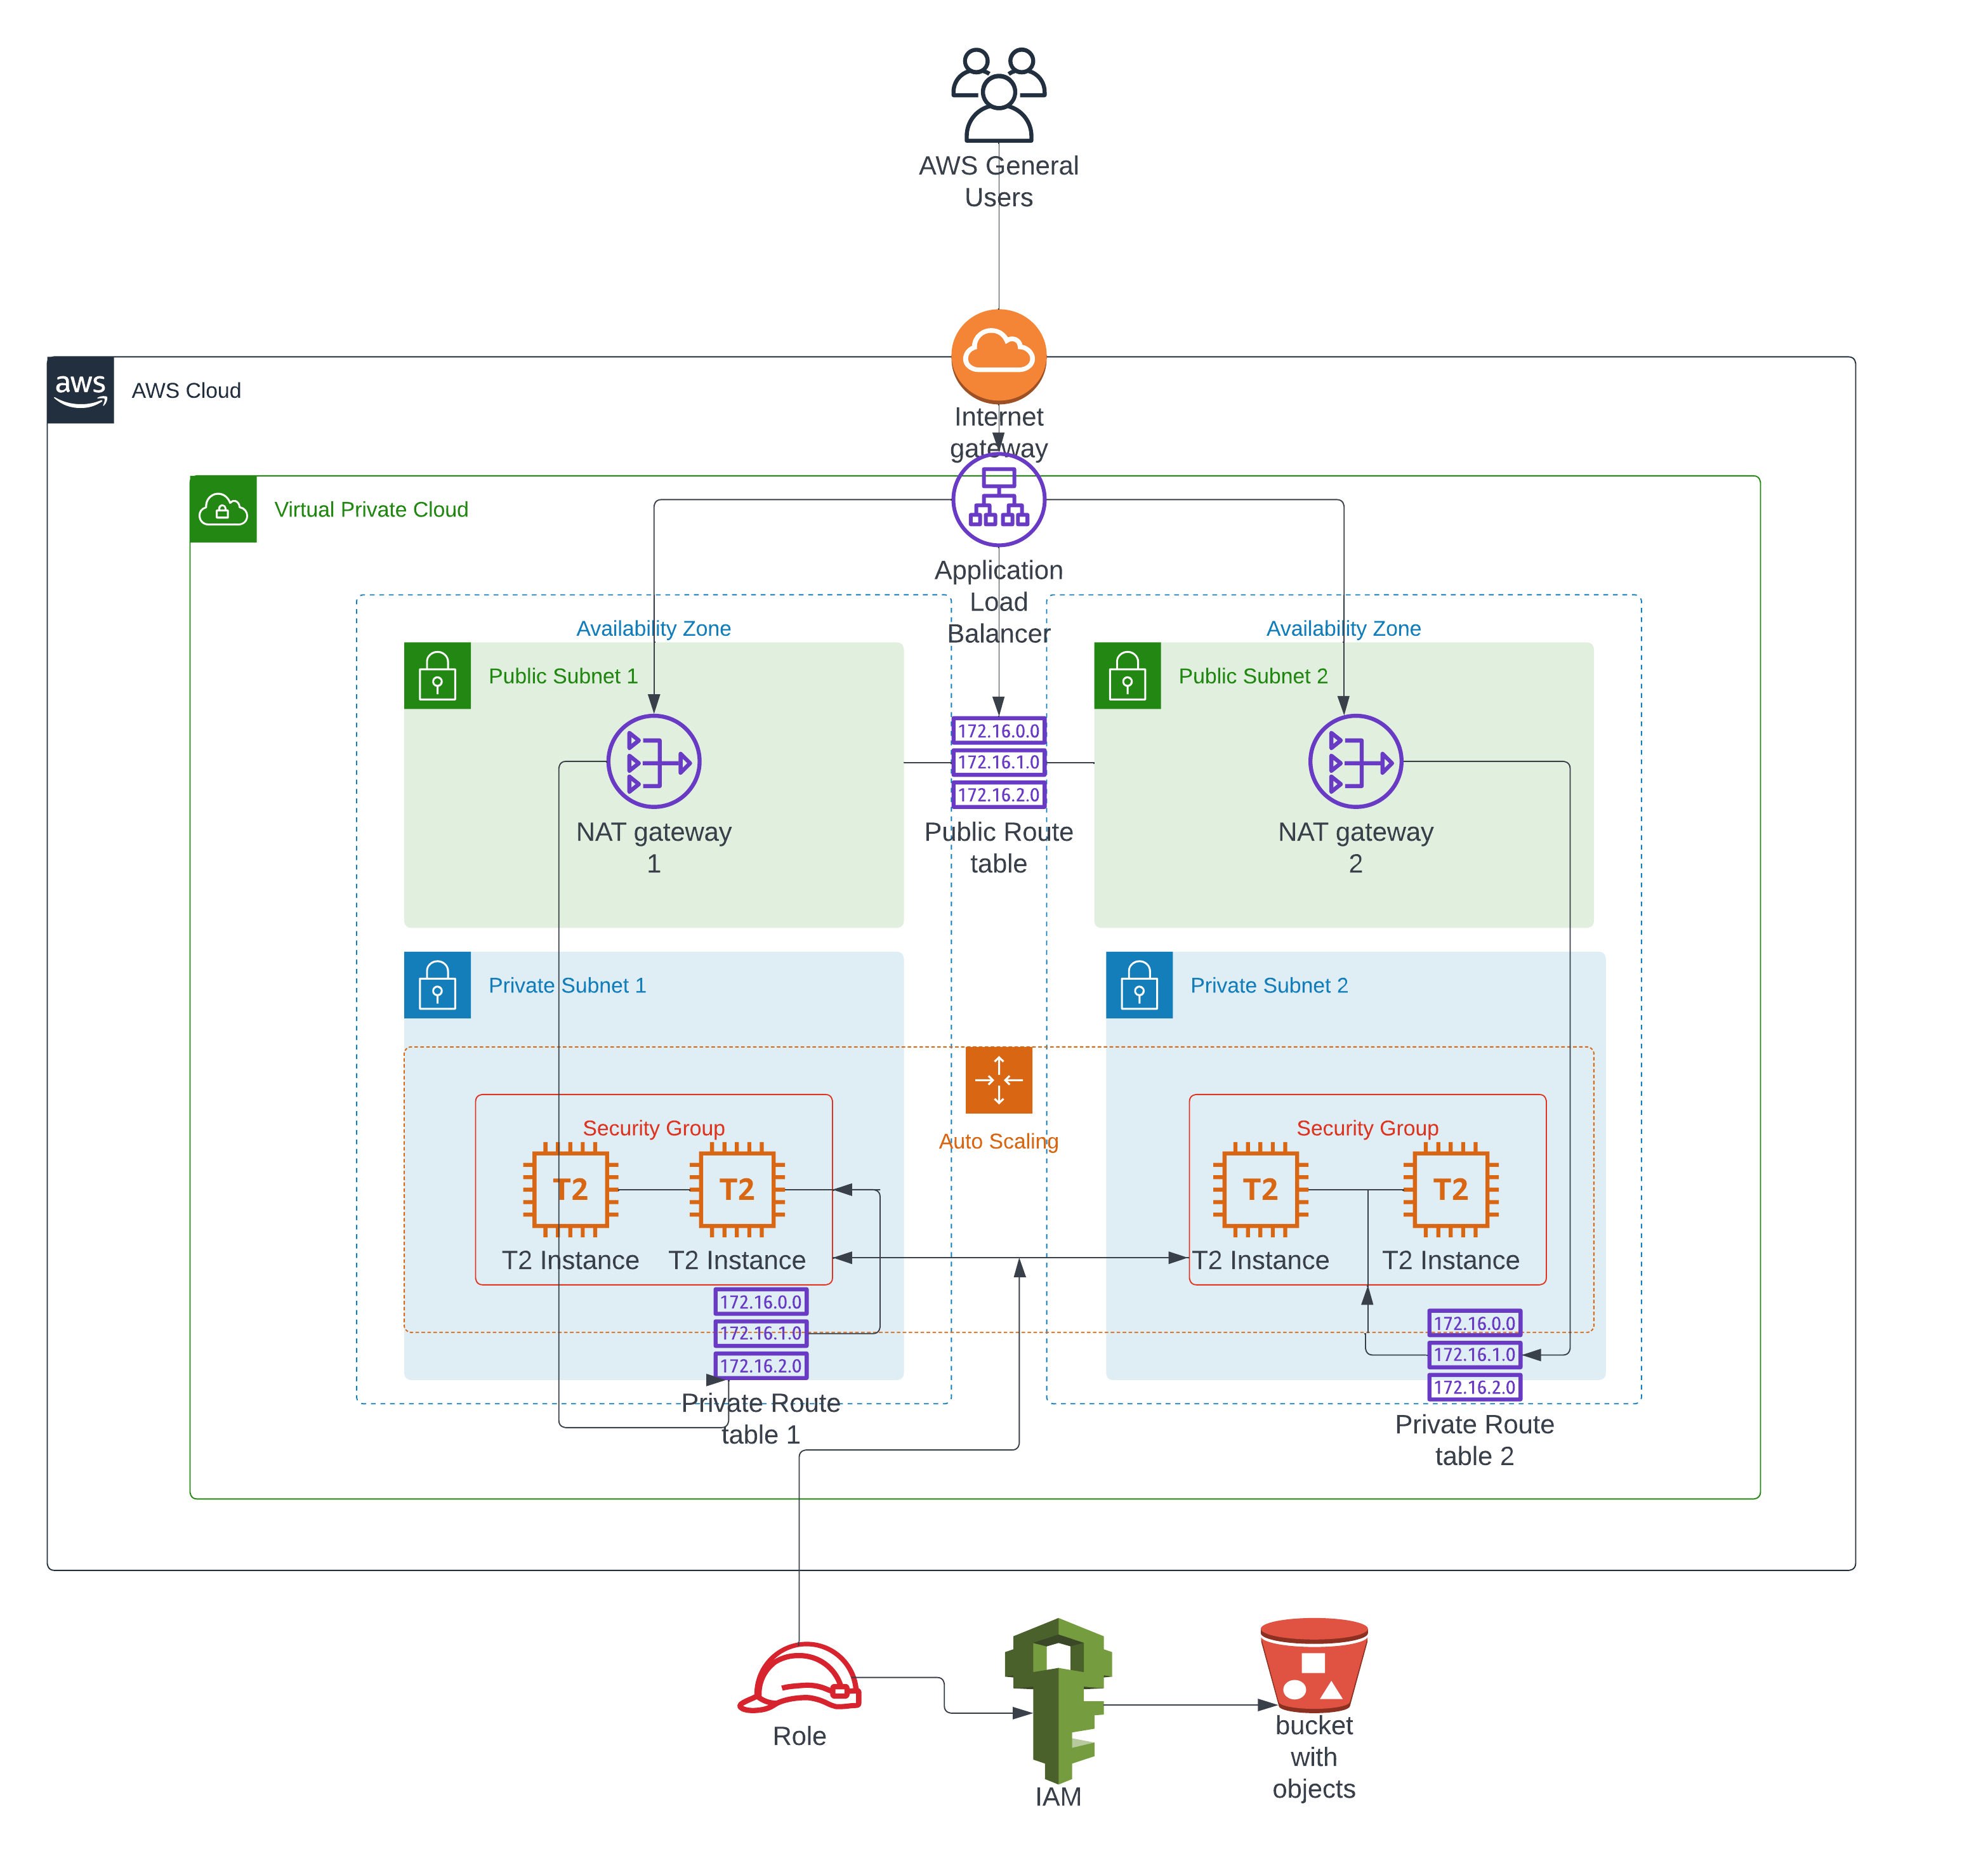 AWS General
Users
aws
AWS Cloud
Internet
gateway
Virtual Private Cloud
Application
Load
Balancer
Availability Zone
Availability Zone
Public Subnet 1
Public Subnet 2
172.16.0.0
172.16.1.0
172.16.2.0
NAT gateway
1
Public Route
table
NAT gateway
2
Private Subnet 1
Private Subnet 2
Auto Scaling
Security Group
Security Group
T2
T2
T2
T2
T2 Instance
T2 Instance
T2 Instance
T2 Instance
172.16.0.0
172.16.1.0
172.16.2.0
Private Route
table 1
172.16.0.0
172.16.1.0
172.16.2.0
Private Route
table 2
Role
IAM
bucket
with
objects